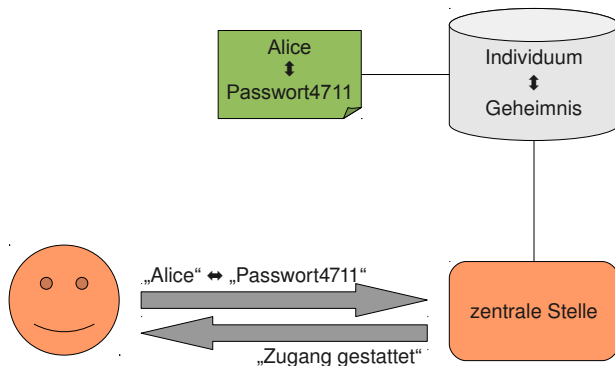 Alice
⬍
Passwort4711
Individuum
⬍
Geheimnis
„Alice“ ⬌ „Passwort4711“
zentrale Stelle
„Zugang gestattet“